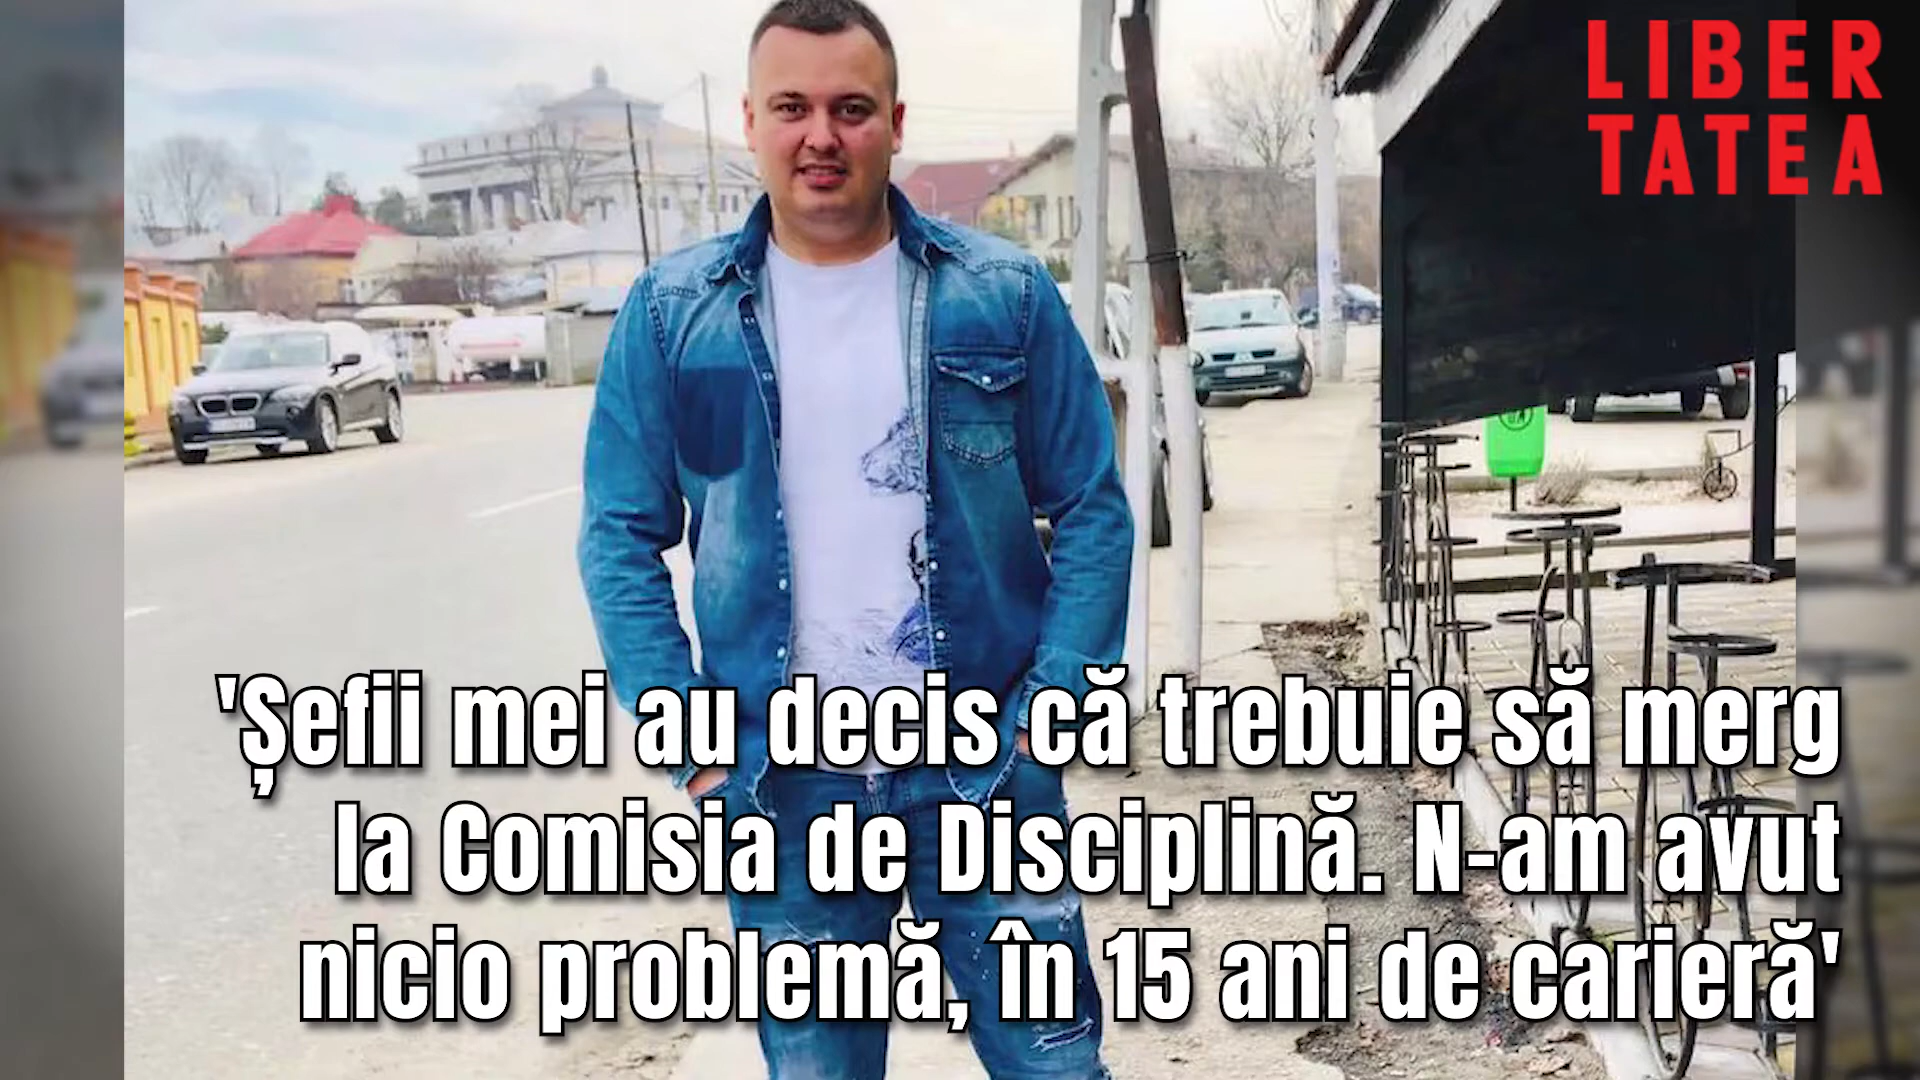 LIBER
TATEA
'Șefii mei au decis că trebuie să merg
la Comisia de Disciplină. N-am avut
nicio problemă, în 15 ani de carieră'